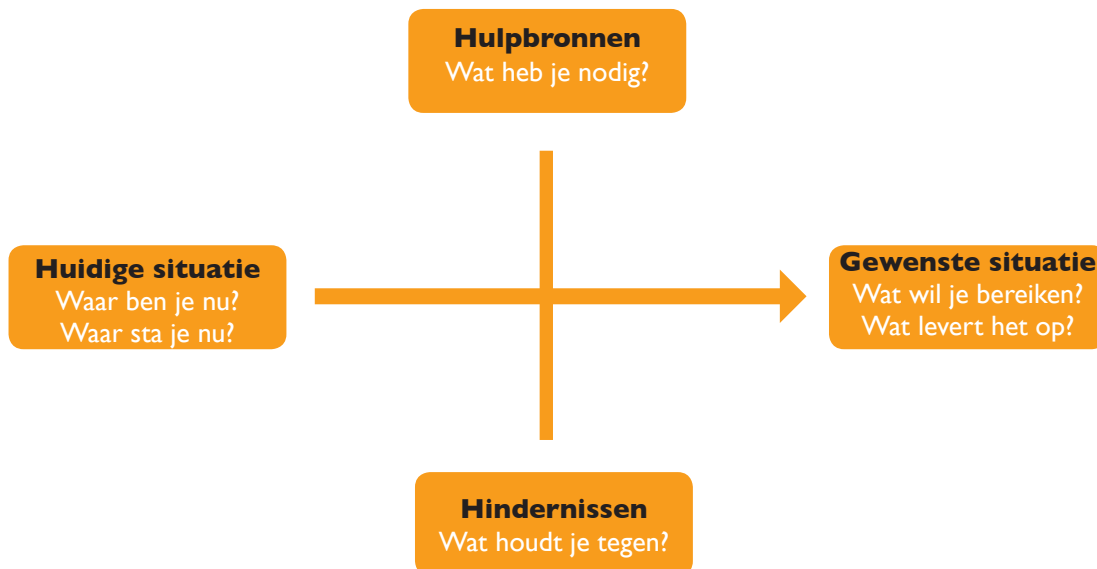 Hulpbronnen
Wat heb je nodig?
Huidige situatie
Waar ben je nu?
Waar sta je nu?
Gewenste situatie
Wat wil je bereiken?
Wat levert het op?
Hindernissen
Wat houdt je tegen?